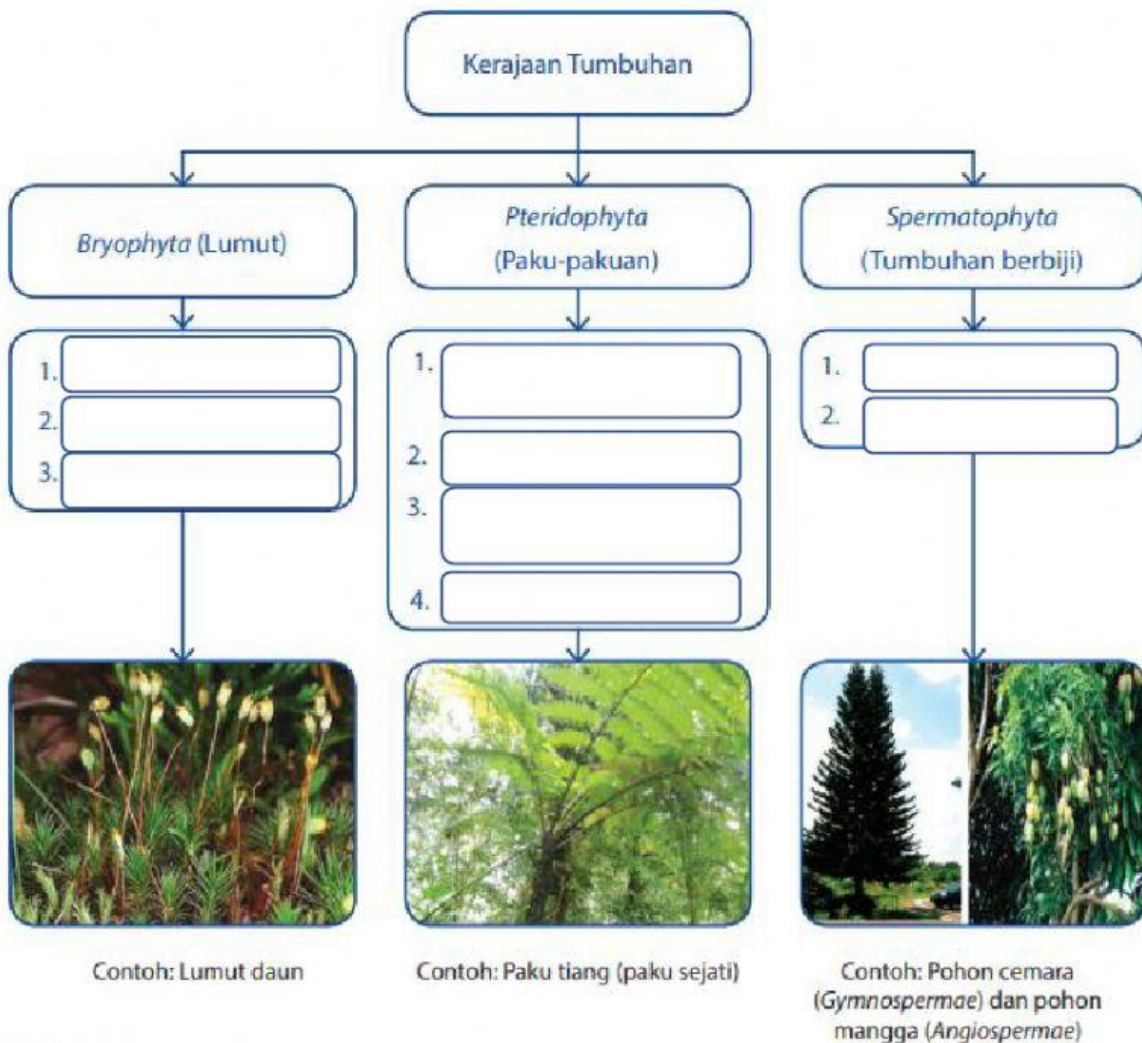 Kerajaan Tumbuhan
Bryophyta (Lumut)
Pteridophyta
(Paku-pakuan)
Spermatophyta
(Tumbuhan berbiji)
1.
2.
3.
1.
2.
3.
4.
1.
2.
Contoh: Lumut daun
Contoh: Paku tiang (paku sejati)
Contoh: Pohon cemara
(Gymnospermae) dan pohon
mangga (Angiospermae)